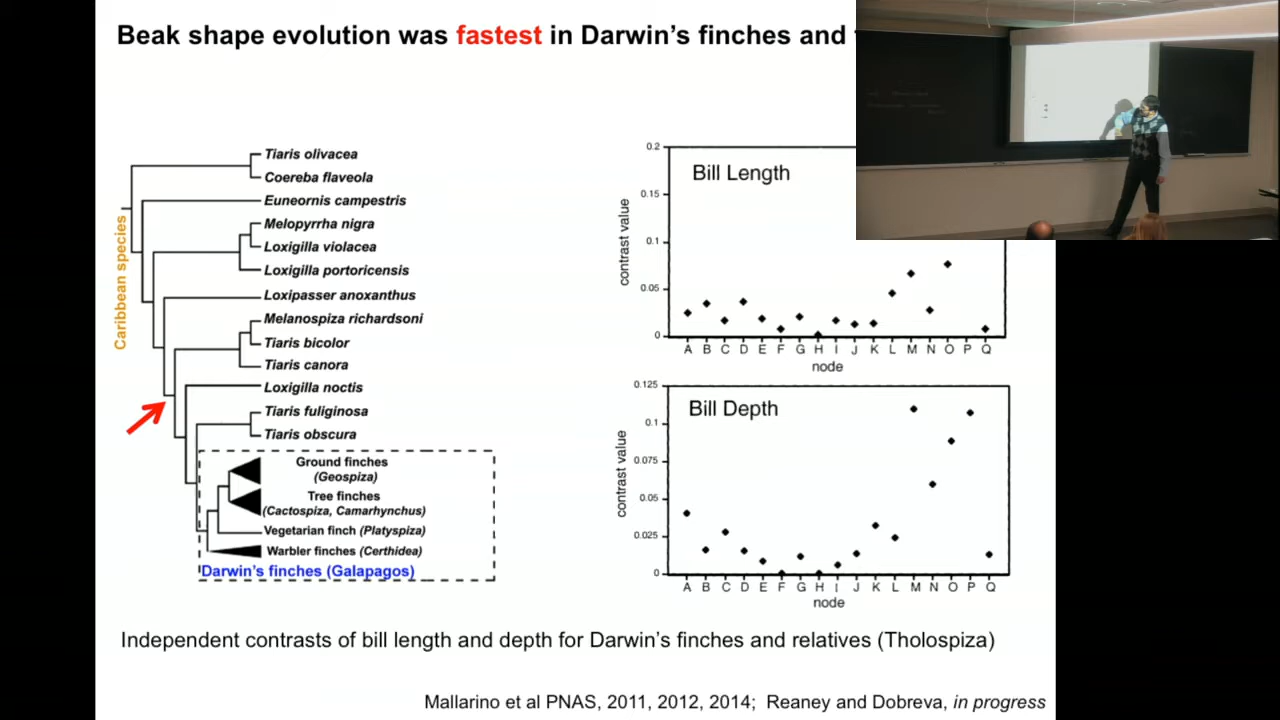 Beak shape evolution was fastest in Darwin's finches and
Caribbean species
Tiaris olivacea
Coereba flaveola
Euneornis campestris
Melopyrrha nigra
Loxigilla violacea
Loxigilla portoricensis
Loxipasser anoxanthus
Melanospiza richardsoni
Tiaris bicolor
Tiaris canora
Loxigilla noctis
Tiaris fuliginosa
Tiaris obscura
Ground finches
(Geospiza)
Tree finches
(Cactospiza, Camarhynchus)
Vegetarian finch (Platyspiza)
Warbler finches (Certhidea)
Darwin's finches (Galapagos)
Bill Length
contrast value
0.2
0.15
0.1
0.05
0
A B C D E F G H I J K L M N O P Q
node
Bill Depth
contrast value
0.125
0.1
0.075
0.05
0.025
0
A B C D E F G H I J K L M N O P Q
node
Independent contrasts of bill length and depth for Darwin's finches and relatives (Tholospiza)
Mallarino et al PNAS, 2011, 2012, 2014; Reaney and Dobreva, in progress